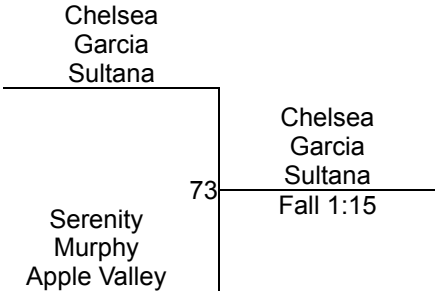 Chelsea
Garcia
Sultana
Chelsea
Garcia
Sultana
73
Fall 1:15
Serenity
Murphy
Apple Valley